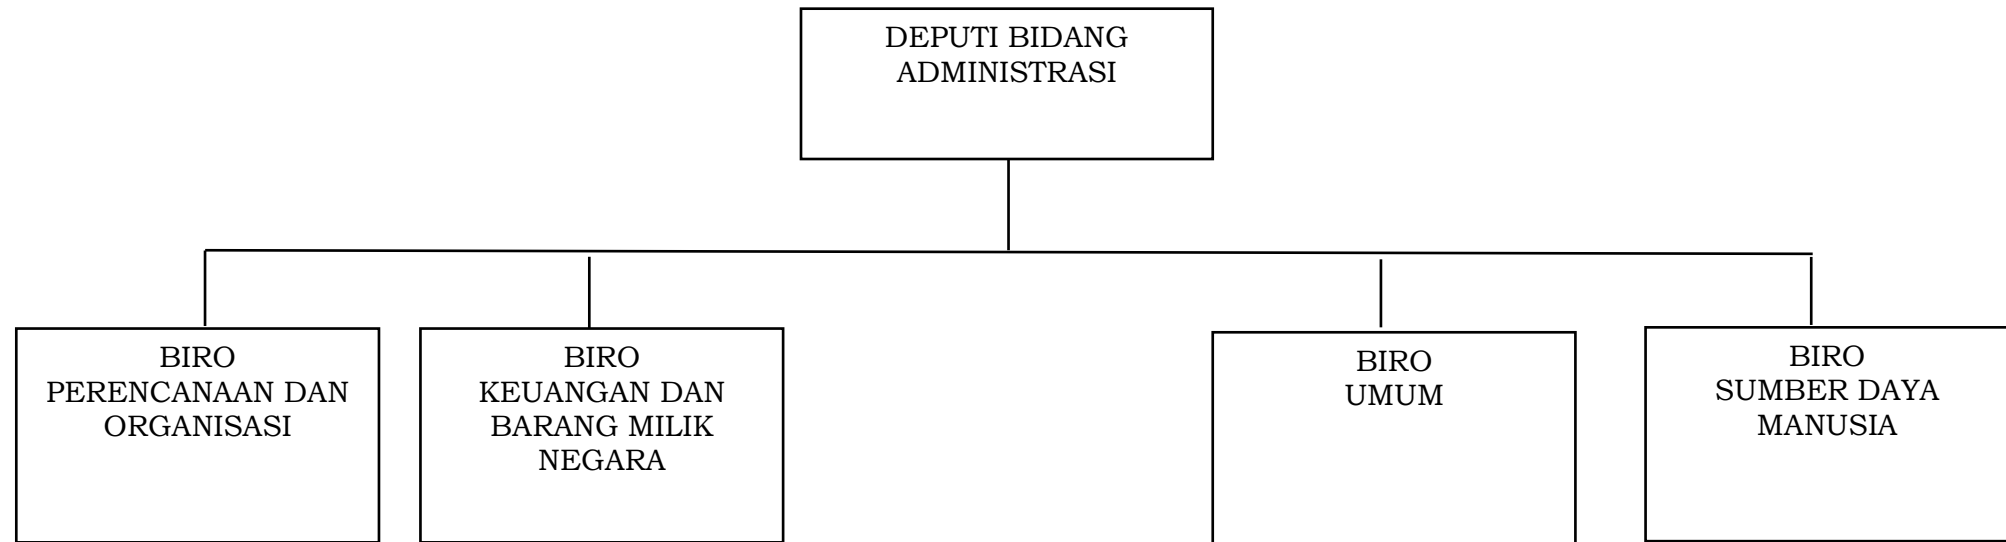 DEPUTI BIDANG
ADMINISTRASI
BIRO
PERENCANAAN DAN
ORGANISASI
BIRO
KEUANGAN DAN
BARANG MILIK
NEGARA
BIRO
UMUM
BIRO
SUMBER DAYA
MANUSIA